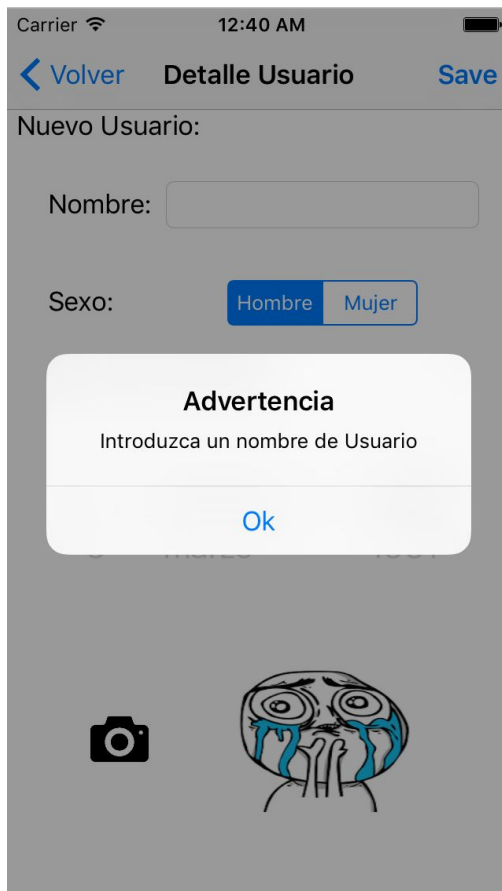 Carrier 12:40 AM
Volver Detalle Usuario Save
Nuevo Usuario:
Nombre:
Sexo:
Hombre Mujer
Advertencia
Introduzca un nombre de Usuario
Ok